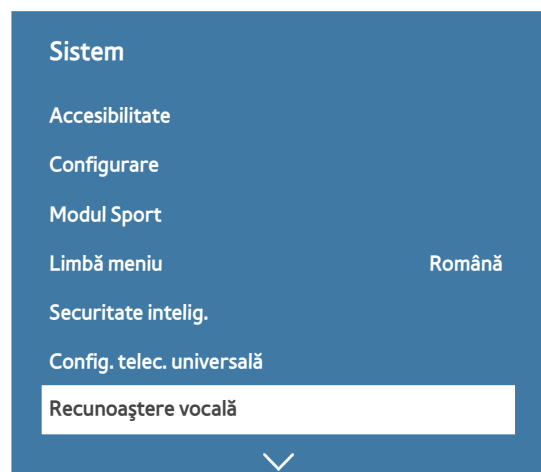 Sistem
Accesibilitate
Configurare
Modul Sport
Limbă meniu Română
Securitate intelig.
Config. telec. universală
Recunoaştere vocală